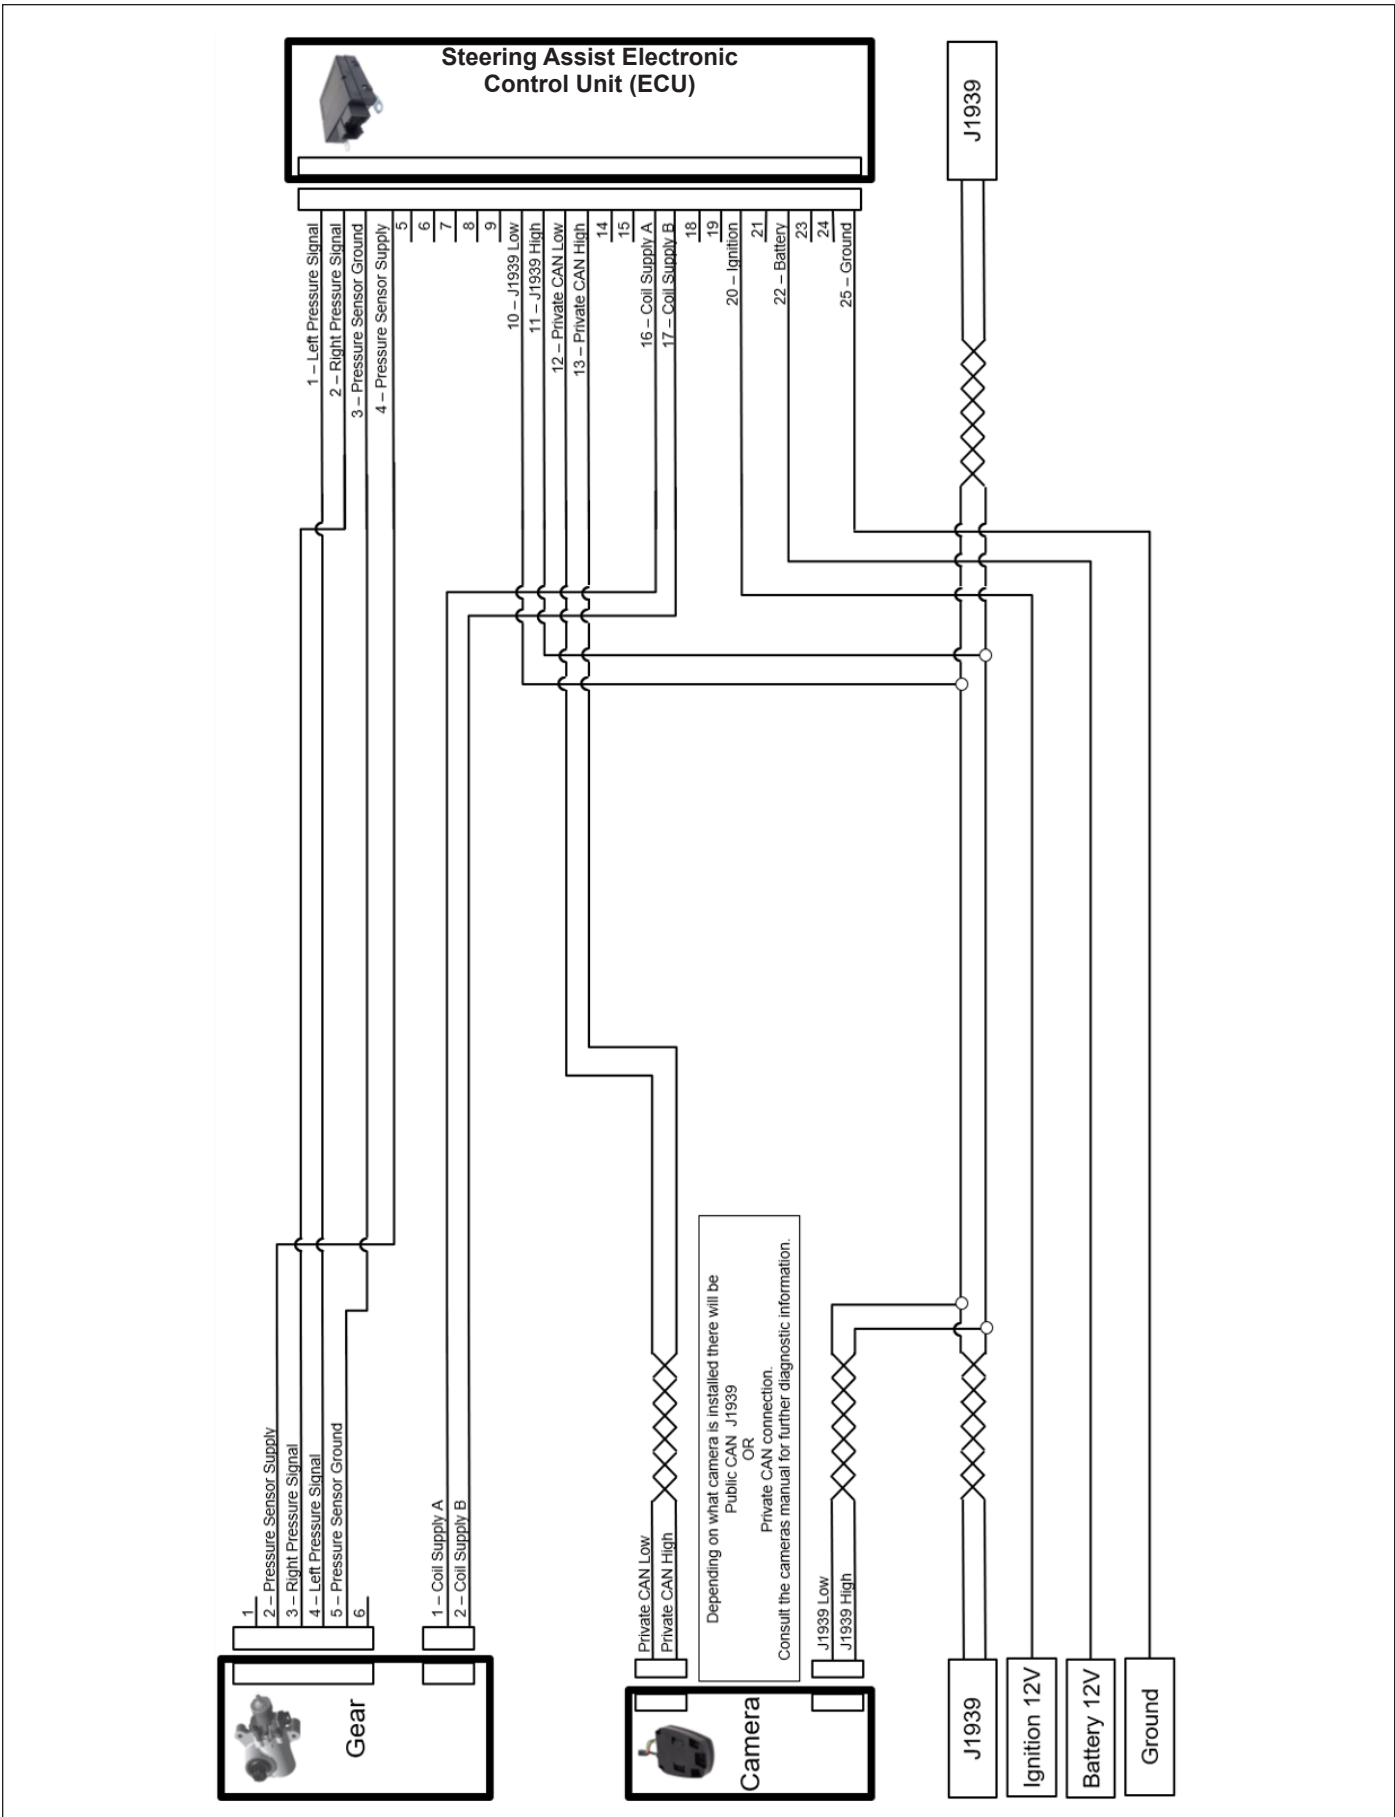 Steering Assist Electronic
Control Unit (ECU)
J1939
1 – Left Pressure Signal
2 – Right Pressure Signal
3 – Pressure Sensor Ground
4 – Pressure Sensor Supply
5
6
7
8
9
10 – J1939 Low
11 – J1939 High
12 – Private CAN Low
13 – Private CAN High
14
15
16 – Coil Supply A
17 – Coil Supply B
18
19
20 – Ignition
21
22 – Battery
23
24
25 – Ground
1
2 – Pressure Sensor Supply
3 – Right Pressure Signal
4 – Left Pressure Signal
5 – Pressure Sensor Ground
6
1 – Coil Supply A
2 – Coil Supply B
Private CAN Low
Private CAN High
Depending on what camera is installed there will be
Public CAN J1939
OR
Private CAN connection.
Consult the cameras manual for further diagnostic information.
J1939 Low
J1939 High
Gear
Camera
J1939
Ignition 12V
Battery 12V
Ground